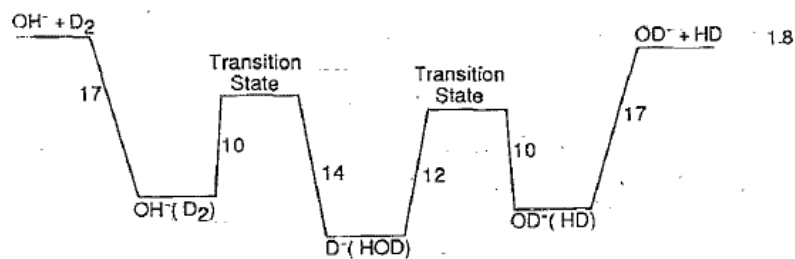 OH⁻ + D₂
Transition
State
Transition
State
OD⁻ + HD
1.8
17
10
14
12
10
17
OH⁻( D₂)
D⁻( HOD)
OD⁻( HD)